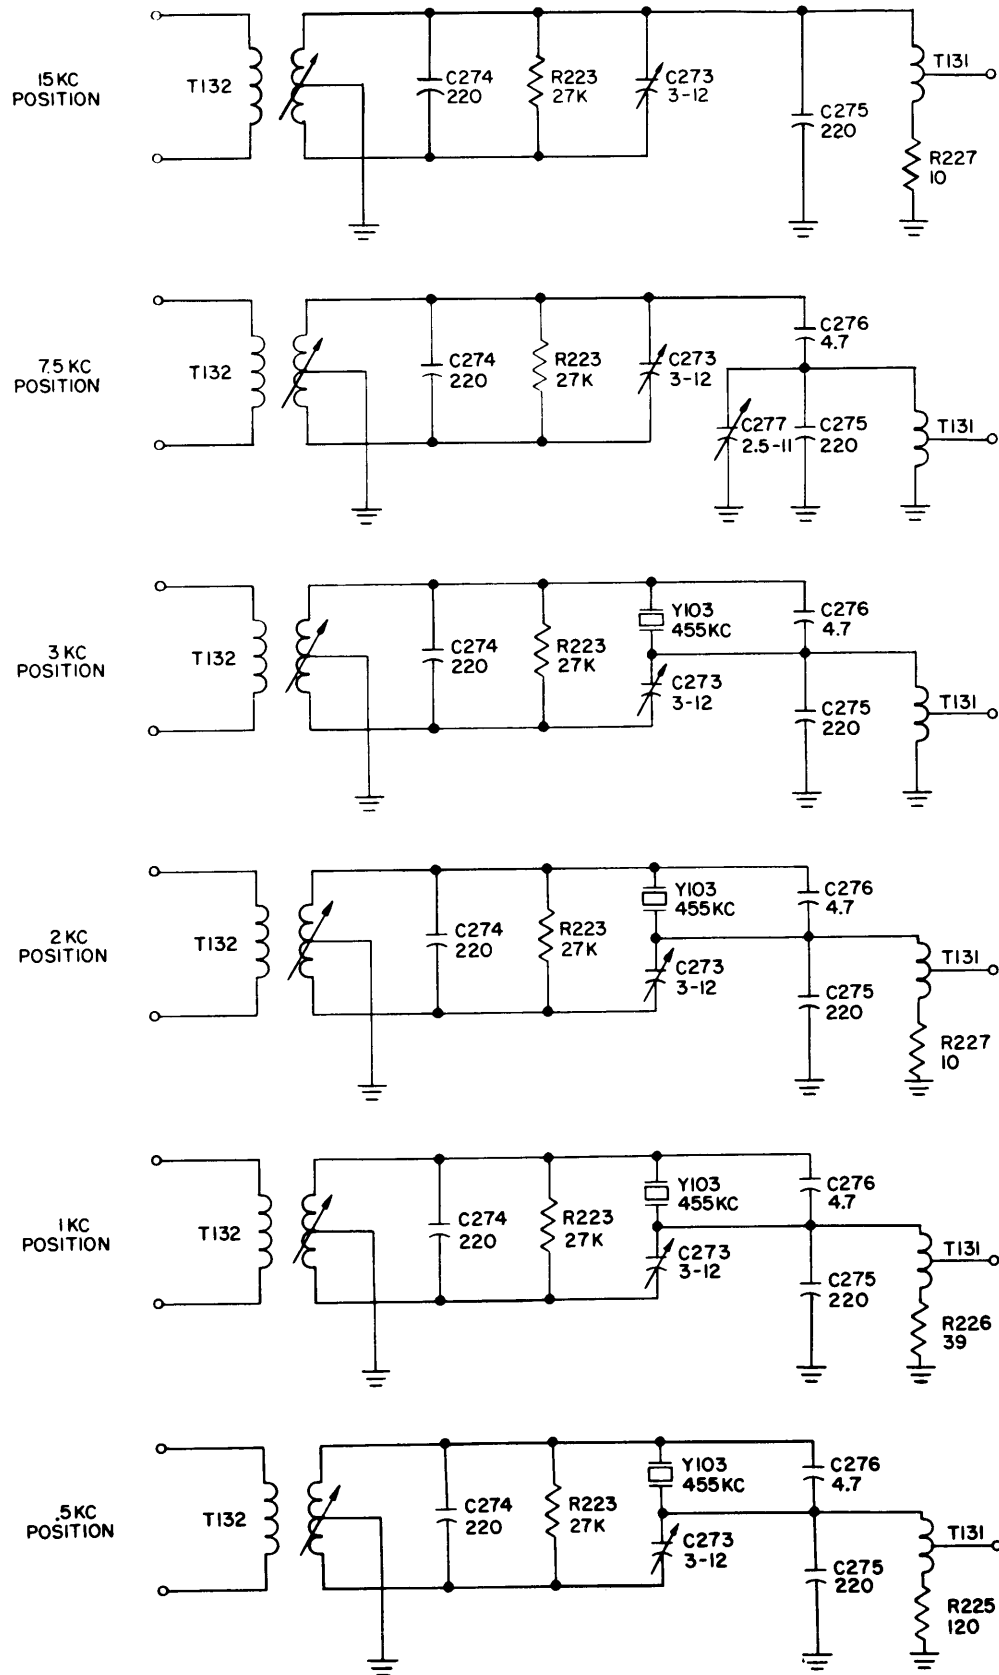 15 KC
POSITION
T132
C274
220
R223
27K
C273
3-12
C275
220
T131
R227
10
7.5 KC
POSITION
T132
C274
220
R223
27K
C273
3-12
C276
4.7
C277
2.5-11
C275
220
T131
3 KC
POSITION
T132
C274
220
R223
27K
Y103
455KC
C273
3-12
C276
4.7
C275
220
T131
2 KC
POSITION
T132
C274
220
R223
27K
Y103
455KC
C273
3-12
C276
4.7
C275
220
T131
R227
10
1 KC
POSITION
T132
C274
220
R223
27K
Y103
455KC
C273
3-12
C276
4.7
C275
220
T131
R226
39
.5KC
POSITION
T132
C274
220
R223
27K
Y103
455KC
C273
3-12
C276
4.7
C275
220
T131
R225
120